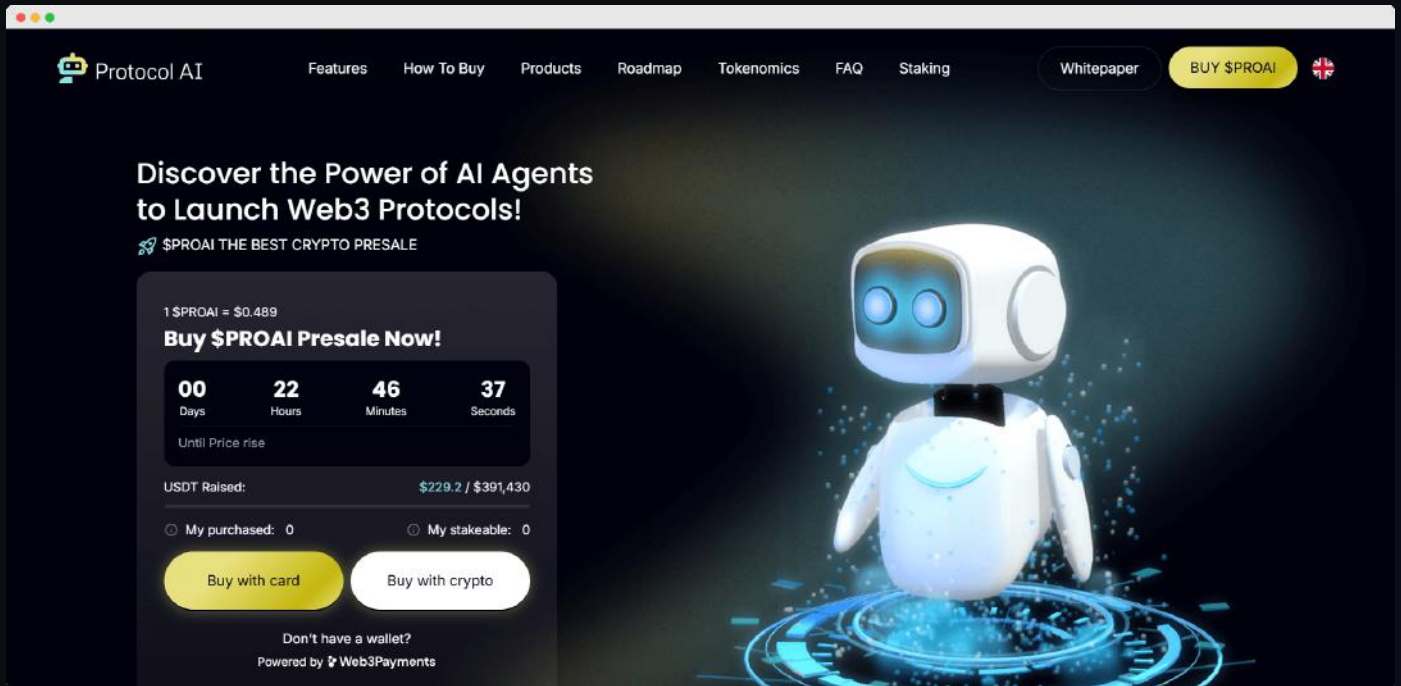 Protocol AI
Features
How To Buy
Products
Roadmap
Tokenomics
FAQ
Staking
Whitepaper
BUY $PROAI
Discover the Power of AI Agents
to Launch Web3 Protocols!
$PROAI THE BEST CRYPTO PRESALE
1 $PROAI = $0.489
Buy $PROAI Presale Now!
00 22 46 37
Days Hours Minutes Seconds
Until Price rise
USDT Raised: $229.2 / $391,430
My purchased: 0 My stakeable: 0
Buy with card Buy with crypto
Don't have a wallet?
Powered by Web3Payments